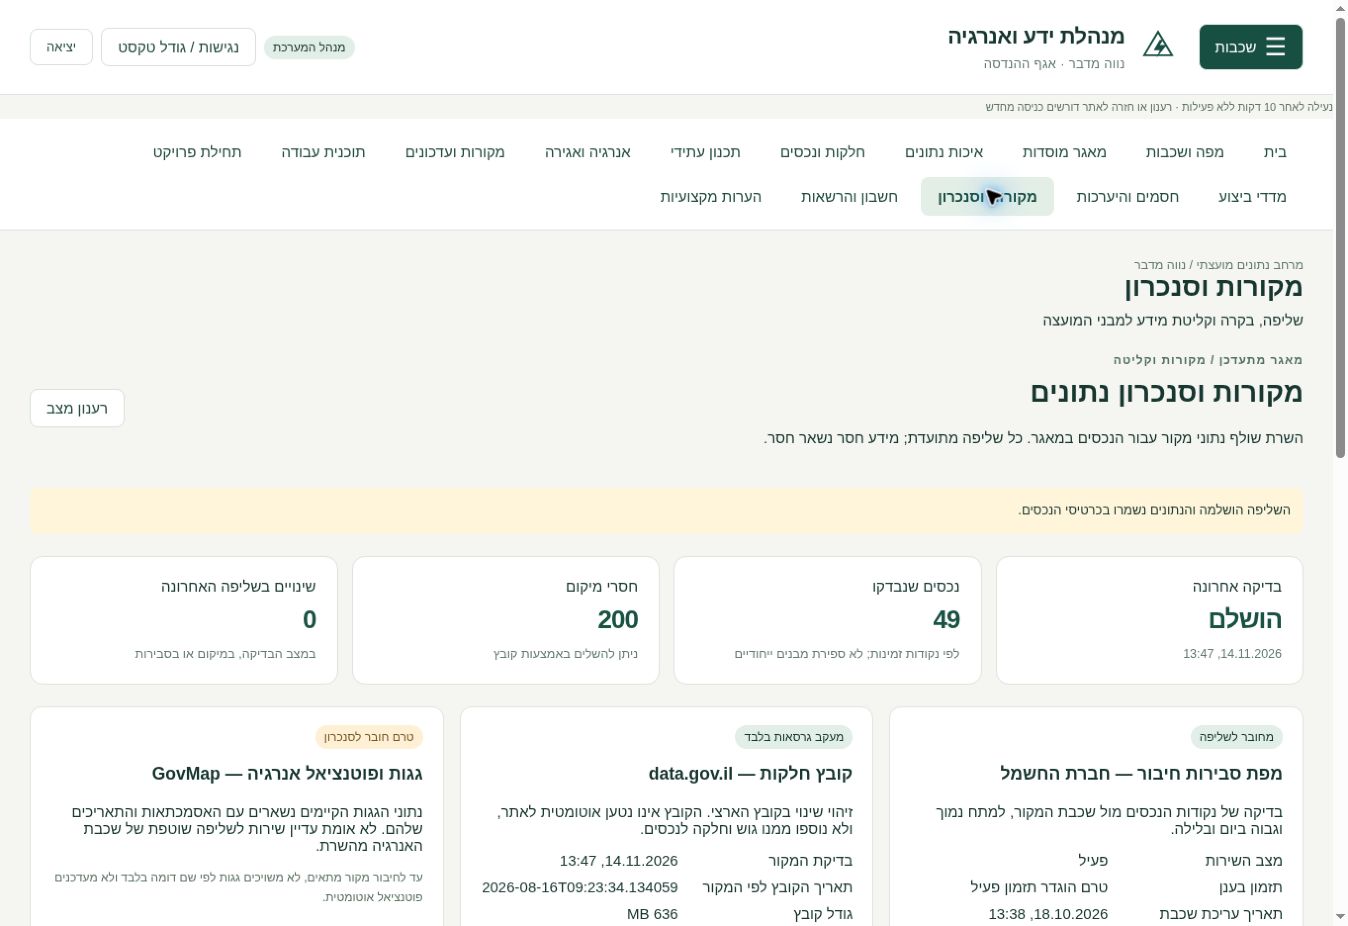 שכבות
מנהלת ידע ואנרגיה
נווה מדבר · אגף ההנדסה
מנהל המערכת
נגישות / גודל טקסט
יציאה
נעילה לאחר 10 דקות ללא פעילות · רענון או חזרה לאתר דורשים כניסה מחדש
בית
מפה ושכבות
מאגר מוסדות
איכות נתונים
חלקות ונכסים
תכנון עתידי
אנרגיה ואגירה
מקורות ועדכונים
תוכנית עבודה
תחילת פרויקט
מדדי ביצוע
חסמים והיערכות
מקורות וסנכרון
חשבון והרשאות
הערות מקצועיות
מרחב נתונים מועצתי / נווה מדבר
מקורות וסנכרון
שליפה, בקרה וקליטת מידע למבני המועצה
מאגר מתעדכן / מקורות וקליטה
מקורות וסנכרון נתונים
רענון מצב
השרת שולף נתוני מקור עבור הנכסים במאגר. כל שליפה מתועדת; מידע חסר נשאר חסר.
השליפה הושלמה והנתונים נשמרו בכרטיסי הנכסים.
בדיקה אחרונה
הושלם
14.11.2026, 13:47
נכסים שנבדקו
49
לפי נקודות זמינות; לא ספירת מבנים ייחודיים
חסרי מיקום
200
ניתן להשלים באמצעות קובץ
שינויים בשליפה האחרונה
0
במצב הבדיקה, במיקום או בסבירות
מחובר לשליפה
מפת סבירות חיבור — חברת החשמל
בדיקה של נקודות הנכסים מול שכבת המקור, למתח נמוך
וגבוה ביום ובלילה.
מצב השירות
פעיל
תזמון בענן
טרם הוגדר תזמון פעיל
תאריך עריכת שכבת
18.10.2026, 13:38
מעקב גרסאות בלבד
קובץ חלקות — data.gov.il
זיהוי שינוי בקובץ הארצי. הקובץ אינו נטען אוטומטית לאתר,
ולא נוספו ממנו גוש וחלקה לנכסים.
בדיקת המקור
14.11.2026, 13:47
תאריך הקובץ לפי המקור
2026-08-16T09:23:34.134059
גודל קובץ
636 MB
טרם חובר לסנכרון
גגות ופוטנציאל אנרגיה — GovMap
נתוני הגגות הקיימים נשארים עם האסמכתאות והתאריכים
שלהם. לא אומת עדיין שירות לשליפה שוטפת של שכבת
האנרגיה מהשרת.
עד לחיבור מקור מתאים, לא משויכים גגות לפי שם דומה בלבד ולא מעדכנים
פוטנציאל אוטומטית.